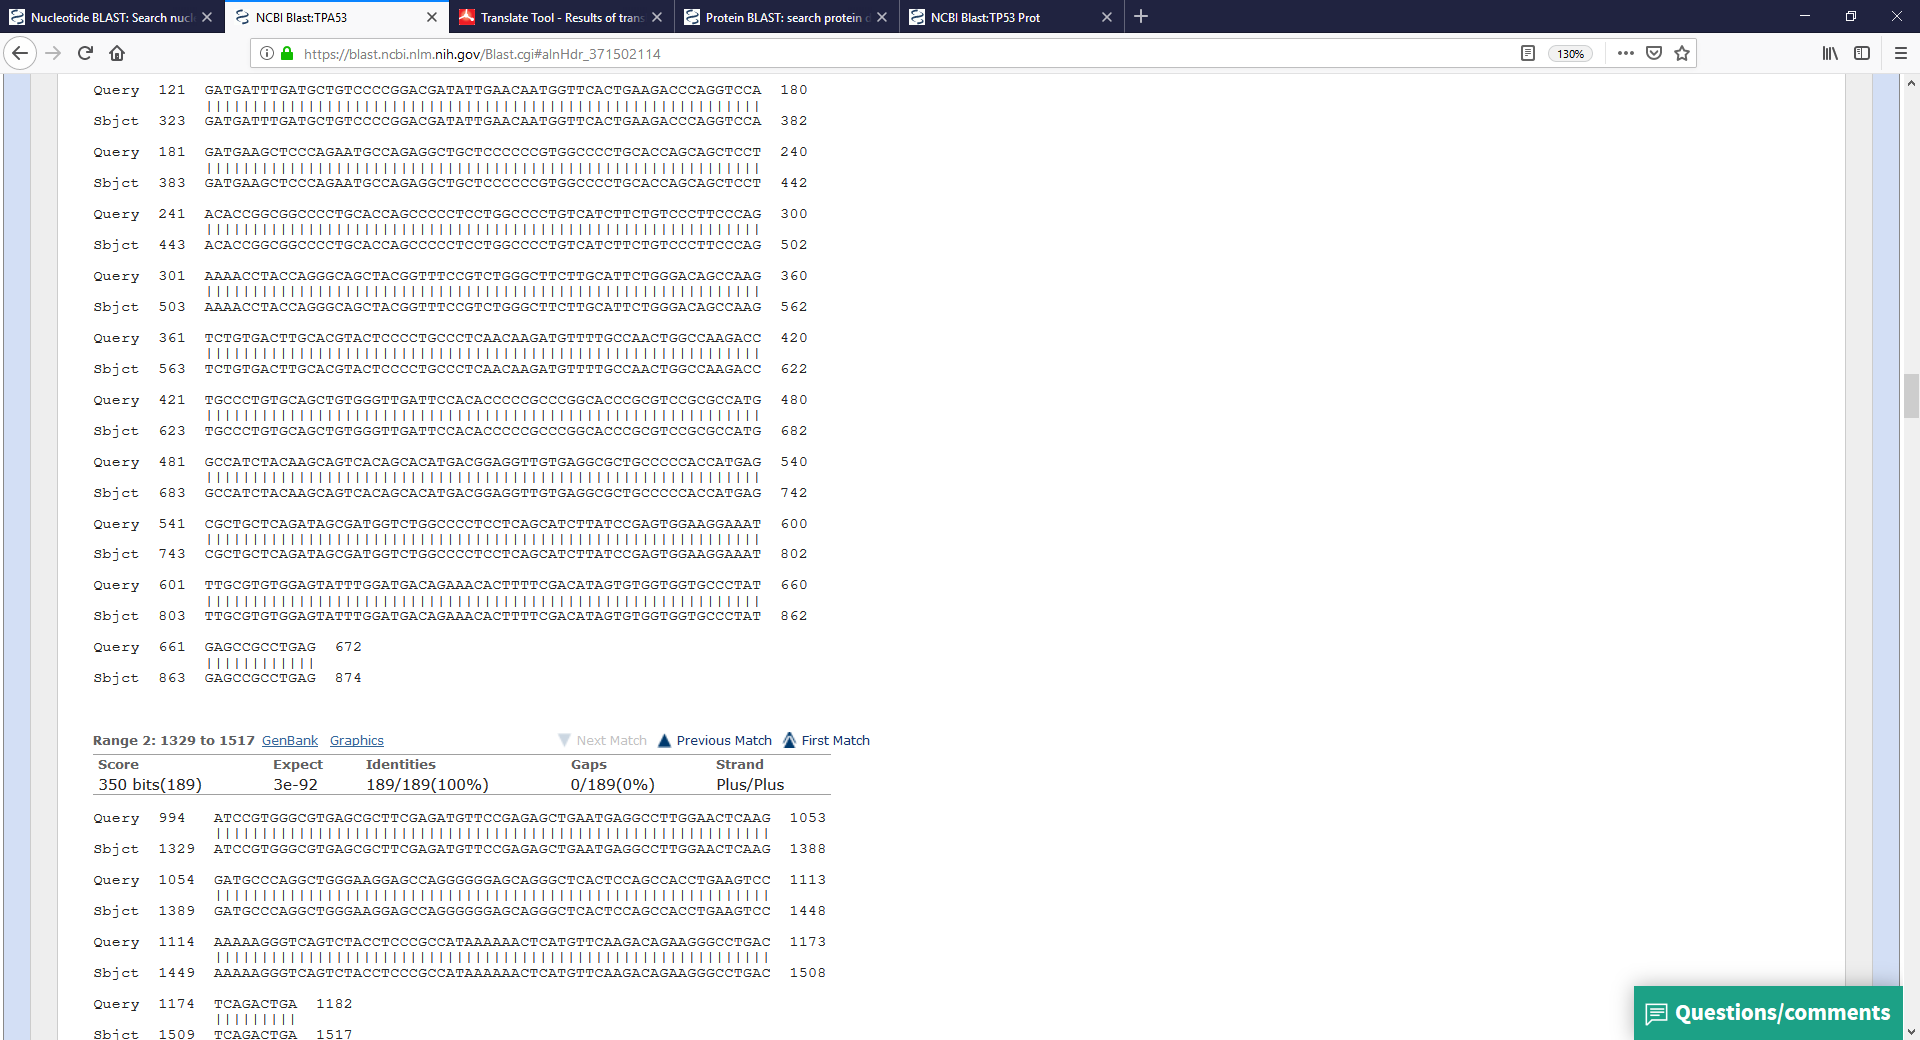 Nucleotide BLAST: Search nucl
NCBI Blast:TPA53
Translate Tool - Results of trans
Protein BLAST: search protein d
NCBI Blast:TP53 Prot
https://blast.ncbi.nlm.nih.gov/Blast.cgi#alnHdr_371502114
130%
Query 121 GATGATTTGATGCTGTCCCCGGACGATATTGAACAATGGTTCACTGAAGACCCAGGTCCA 180
Sbjct 323 GATGATTTGATGCTGTCCCCGGACGATATTGAACAATGGTTCACTGAAGACCCAGGTCCA 382
Query 181 GATGAAGCTCCCAGAATGCCAGAGGCTGCTCCCCCCGTGGCCCCTGCACCAGCAGCTCCT 240
Sbjct 383 GATGAAGCTCCCAGAATGCCAGAGGCTGCTCCCCCCGTGGCCCCTGCACCAGCAGCTCCT 442
Query 241 ACACCGGCGGCCCCTGCACCAGCCCCCTCCTGGCCCCTGTCATCTTCTGTCCCTTCCCAG 300
Sbjct 443 ACACCGGCGGCCCCTGCACCAGCCCCCTCCTGGCCCCTGTCATCTTCTGTCCCTTCCCAG 502
Query 301 AAAACCTACCAGGGCAGCTACGGTTTCCGTCTGGGCTTCTTGCATTCTGGGACAGCCAAG 360
Sbjct 503 AAAACCTACCAGGGCAGCTACGGTTTCCGTCTGGGCTTCTTGCATTCTGGGACAGCCAAG 562
Query 361 TCTGTGACTTGCACGTACTCCCCTGCCCTCAACAAGATGTTTTGCCAACTGGCCAAGACC 420
Sbjct 563 TCTGTGACTTGCACGTACTCCCCTGCCCTCAACAAGATGTTTTGCCAACTGGCCAAGACC 622
Query 421 TGCCCTGTGCAGCTGTGGGTTGATTCCACACCCCCGCCCGGCACCCGCGTCCGCGCCATG 480
Sbjct 623 TGCCCTGTGCAGCTGTGGGTTGATTCCACACCCCCGCCCGGCACCCGCGTCCGCGCCATG 682
Query 481 GCCATCTACAAGCAGTCACAGCACATGACGGAGGTTGTGAGGCGCTGCCCCCACCATGAG 540
Sbjct 683 GCCATCTACAAGCAGTCACAGCACATGACGGAGGTTGTGAGGCGCTGCCCCCACCATGAG 742
Query 541 CGCTGCTCAGATAGCGATGGTCTGGCCCCTCCTCAGCATCTTATCCGAGTGGAAGGAAAT 600
Sbjct 743 CGCTGCTCAGATAGCGATGGTCTGGCCCCTCCTCAGCATCTTATCCGAGTGGAAGGAAAT 802
Query 601 TTGCGTGTGGAGTATTTGGATGACAGAAACACTTTTCGACATAGTGTGGTGGTGCCCTAT 660
Sbjct 803 TTGCGTGTGGAGTATTTGGATGACAGAAACACTTTTCGACATAGTGTGGTGGTGCCCTAT 862
Query 661 GAGCCGCCTGAG 672
Sbjct 863 GAGCCGCCTGAG 874
Range 2: 1329 to 1517 GenBank Graphics Next Match Previous Match First Match
Score Expect Identities Gaps Strand
350 bits(189) 3e-92 189/189(100%) 0/189(0%) Plus/Plus
Query 994 ATCCGTGGGCGTGAGCGCTTCGAGATGTTCCGAGAGCTGAATGAGGCCTTGGAACTCAAG 1053
Sbjct 1329 ATCCGTGGGCGTGAGCGCTTCGAGATGTTCCGAGAGCTGAATGAGGCCTTGGAACTCAAG 1388
Query 1054 GATGCCCAGGCTGGGAAGGAGCCAGGGGGGAGCAGGGCTCACTCCAGCCACCTGAAGTCC 1113
Sbjct 1389 GATGCCCAGGCTGGGAAGGAGCCAGGGGGGAGCAGGGCTCACTCCAGCCACCTGAAGTCC 1448
Query 1114 AAAAAGGGTCAGTCTACCTCCCGCCATAAAAAACTCATGTTCAAGACAGAAGGGCCTGAC 1173
Sbjct 1449 AAAAAGGGTCAGTCTACCTCCCGCCATAAAAAACTCATGTTCAAGACAGAAGGGCCTGAC 1508
Query 1174 TCAGACTGA 1182
Sbjct 1509 TCAGACTGA 1517
Questions/comments